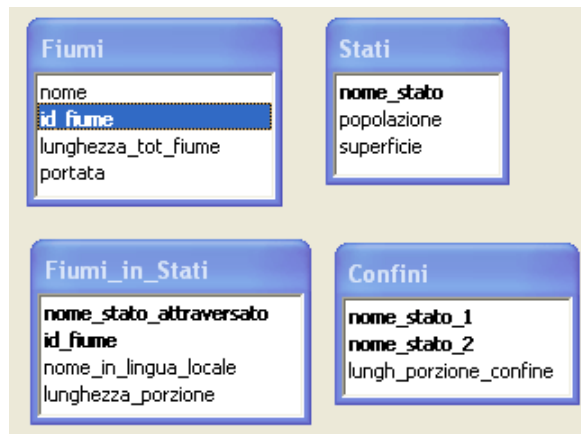 Fiumi
nome
id_fiume
lunghezza_tot_fiume
portata
Stati
nome_stato
popolazione
superficie
Fiumi_in_Stati
nome_stato_attraversato
id_fiume
nome_in_lingua_locale
lunghezza_porzione
Confini
nome_stato_1
nome_stato_2
lungh_porzione_confine